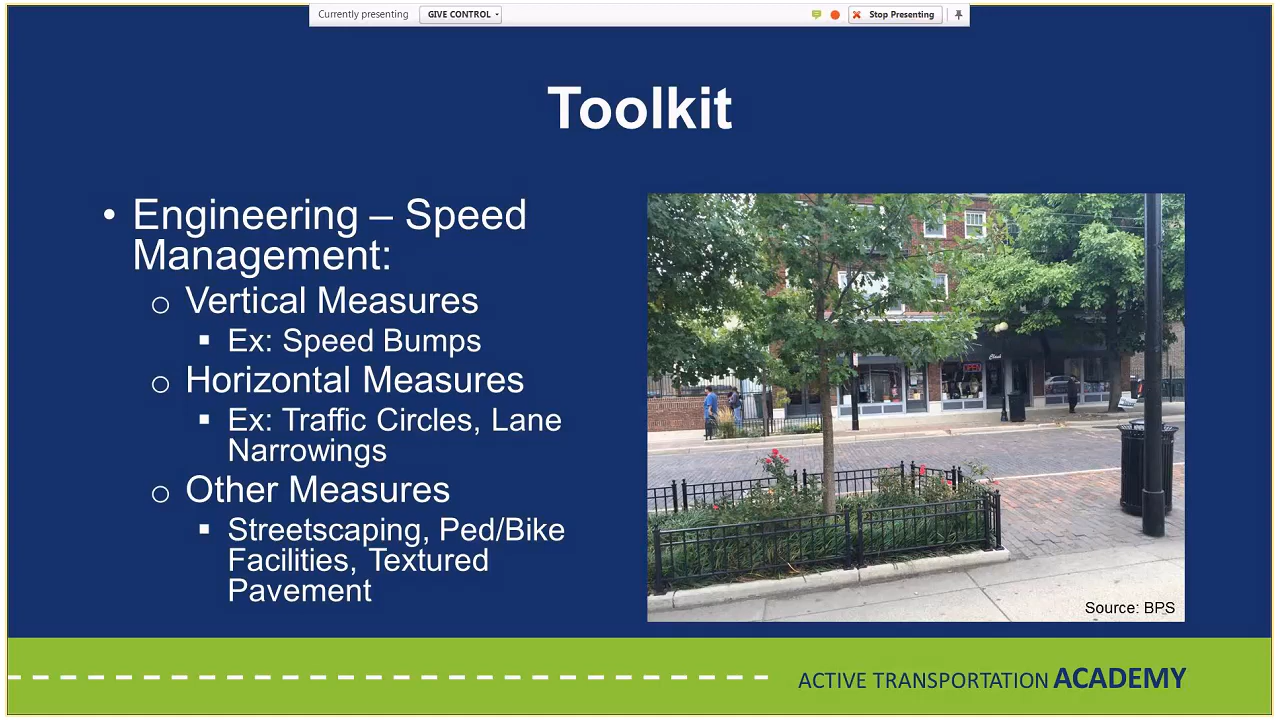 Currently presenting GIVE CONTROL Stop Presenting
Toolkit
• Engineering – Speed
Management:
o Vertical Measures
▪ Ex: Speed Bumps
o Horizontal Measures
▪ Ex: Traffic Circles, Lane
Narrowings
o Other Measures
▪ Streetscaping, Ped/Bike
Facilities, Textured
Pavement
OPEN
Source: BPS
ACTIVE TRANSPORTATION ACADEMY